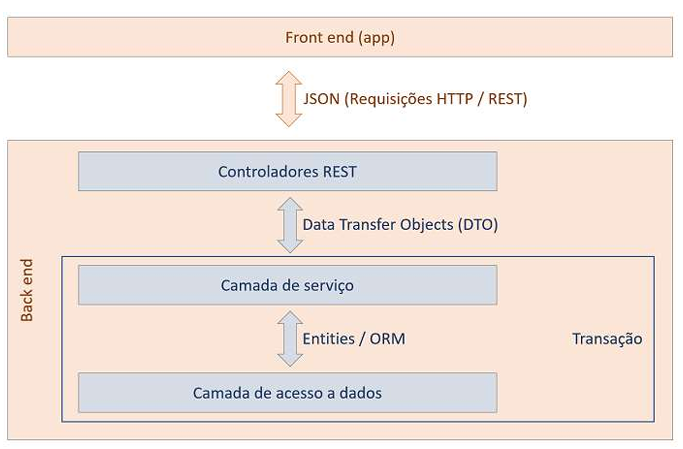 Front end (app)
JSON (Requisições HTTP / REST)
Back end
Controladores REST
Data Transfer Objects (DTO)
Camada de serviço
Entities / ORM
Transação
Camada de acesso a dados